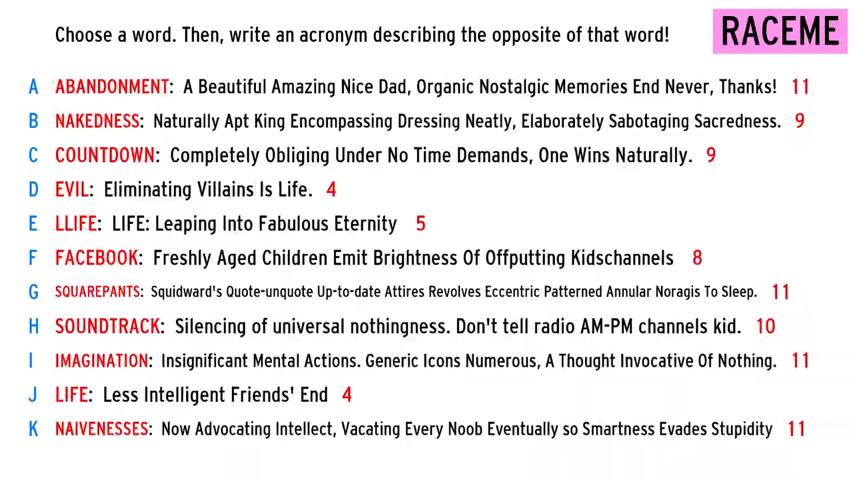 Choose a word. Then, write an acronym describing the opposite of that word! RACEME
A ABANDONMENT: A Beautiful Amazing Nice Dad, Organic Nostalgic Memories End Never, Thanks! 11
B NAKEDNESS: Naturally Apt King Encompassing Dressing Neatly, Elaborately Sabotaging Sacredness. 9
C COUNTDOWN: Completely Obliging Under No Time Demands, One Wins Naturally. 9
D EVIL: Eliminating Villains Is Life. 4
E LLIFE: LIFE: Leaping Into Fabulous Eternity 5
F FACEBOOK: Freshly Aged Children Emit Brightness Of Offputting Kidschannels 8
G SQUAREPANTS: Squidward's Quote-unquote Up-to-date Attires Revolves Eccentric Patterned Annular Noragis To Sleep. 11
H SOUNDTRACK: Silencing of universal nothingness. Don't tell radio AM-PM channels kid. 10
I IMAGINATION: Insignificant Mental Actions. Generic Icons Numerous, A Thought Invocative Of Nothing. 11
J LIFE: Less Intelligent Friends' End 4
K NAIVENESSES: Now Advocating Intellect, Vacating Every Noob Eventually so Smartness Evades Stupidity 11